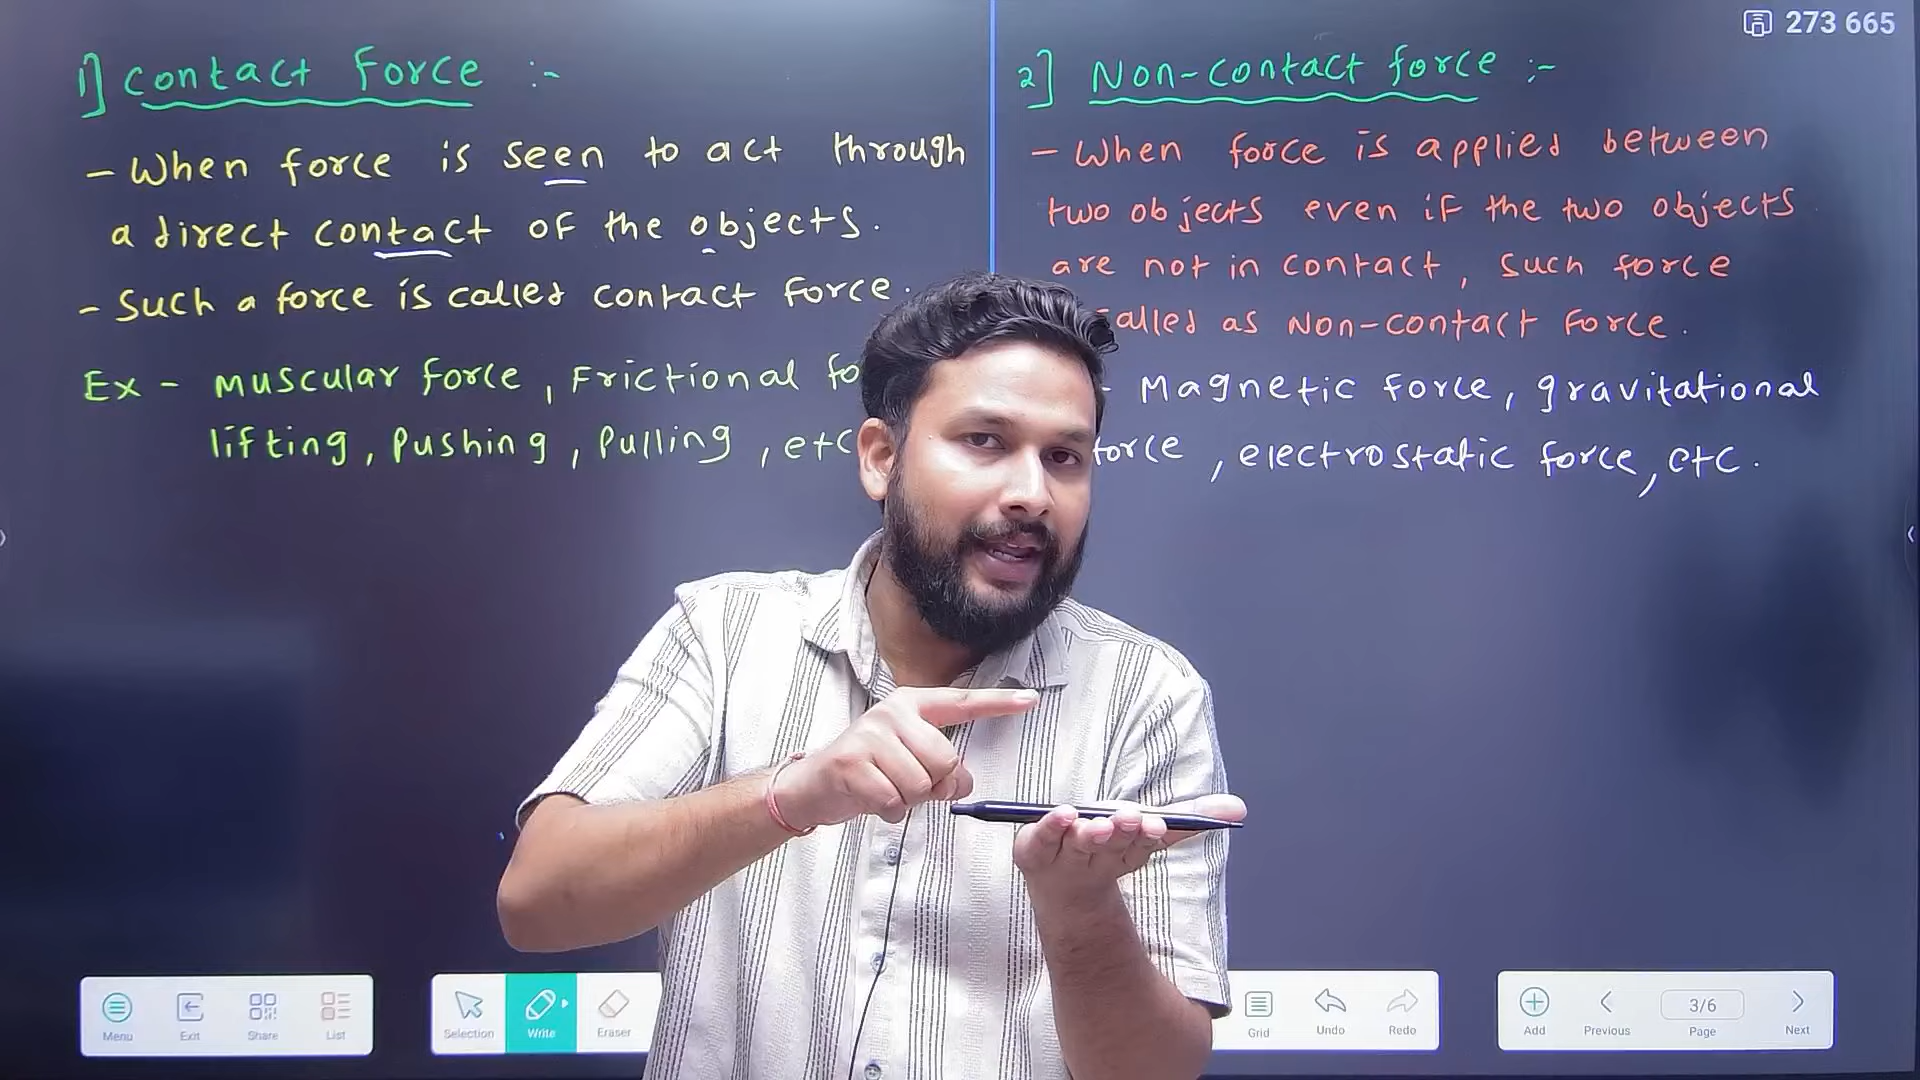 273 665
1] Contact Force :-
- When force is seen to act through
a direct contact of the objects.
- Such a force is called contact force.
Ex - Muscular force, Frictional fo
lifting, Pushing, Pulling, etc
2] Non-contact force :-
- When force is applied between
two objects even if the two objects
are not in contact, such force
called as Non-contact Force.
- Magnetic force, gravitational
force, electrostatic force, etc.
Menu Exit Share List
Selection Write Eraser
Grid Undo Redo
Add Previous 3/6 Page Next